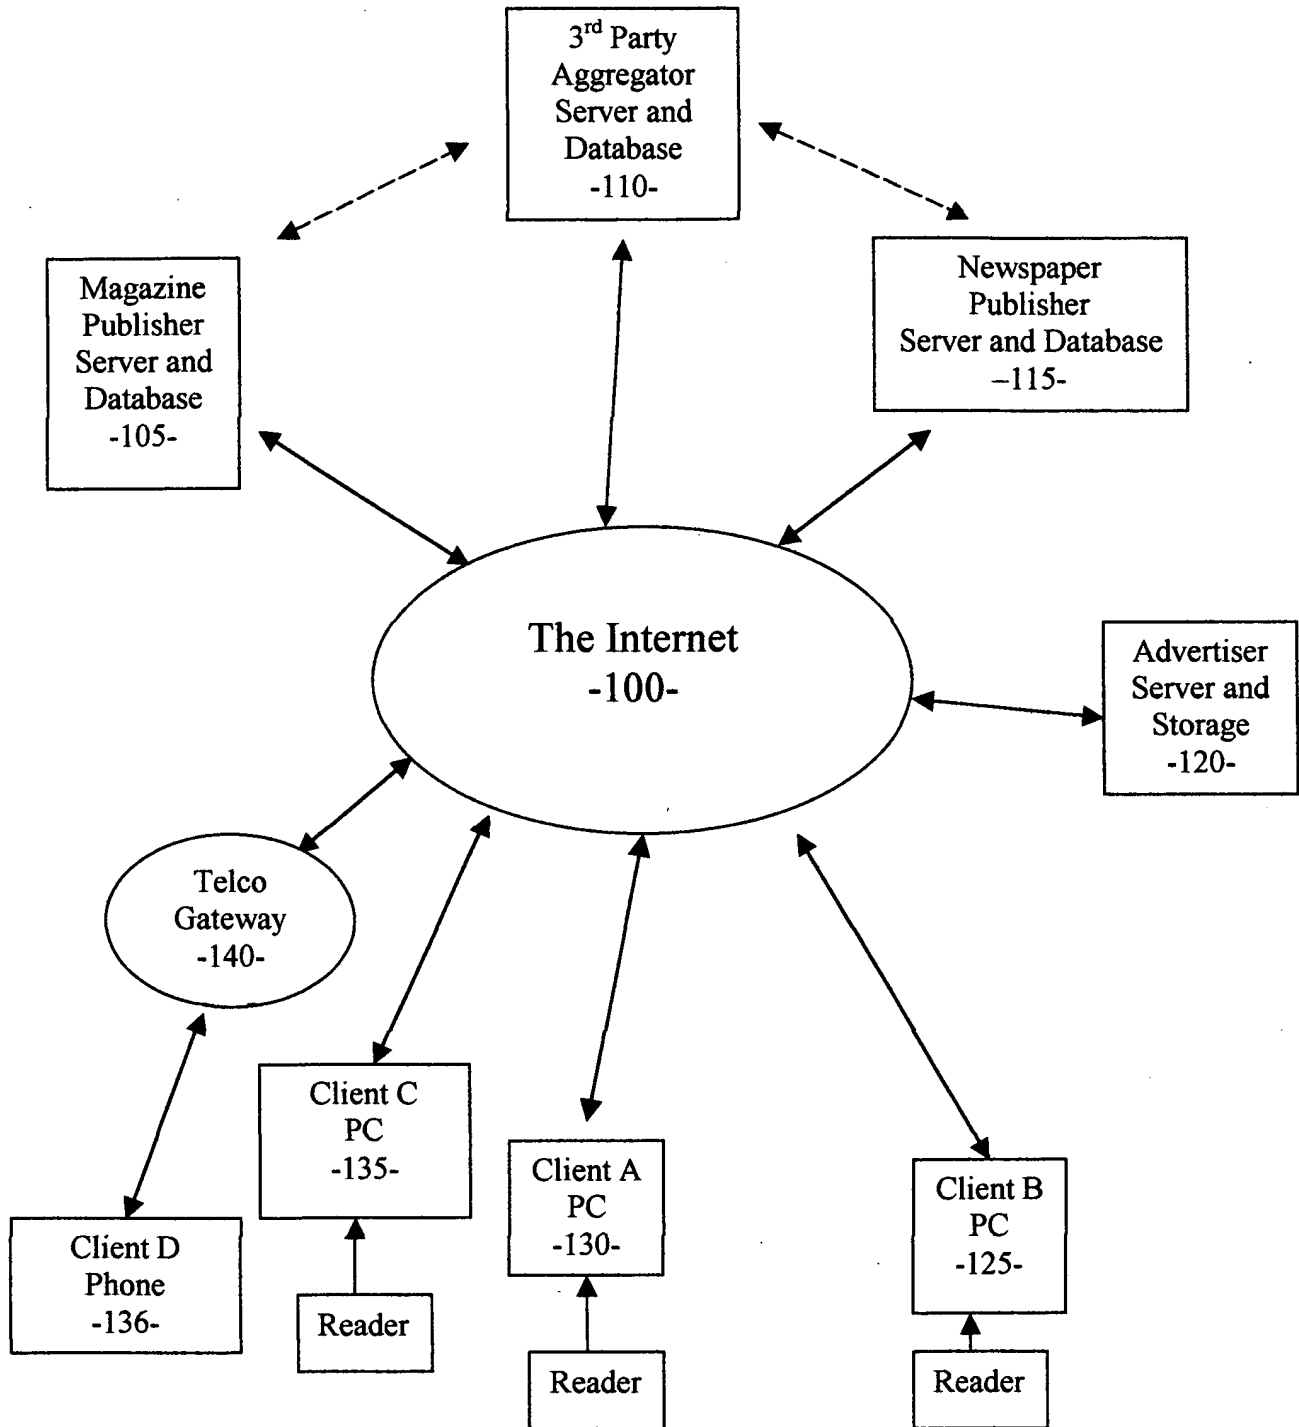 3rd Party
Aggregator
Server and
Database
-110-
Magazine
Publisher
Server and
Database
-105-
Newspaper
Publisher
Server and Database
–115-
The Internet
-100-
Advertiser
Server and
Storage
-120-
Telco
Gateway
-140-
Client C
PC
-135-
Client A
PC
-130-
Client B
PC
-125-
Client D
Phone
-136-
Reader
Reader
Reader